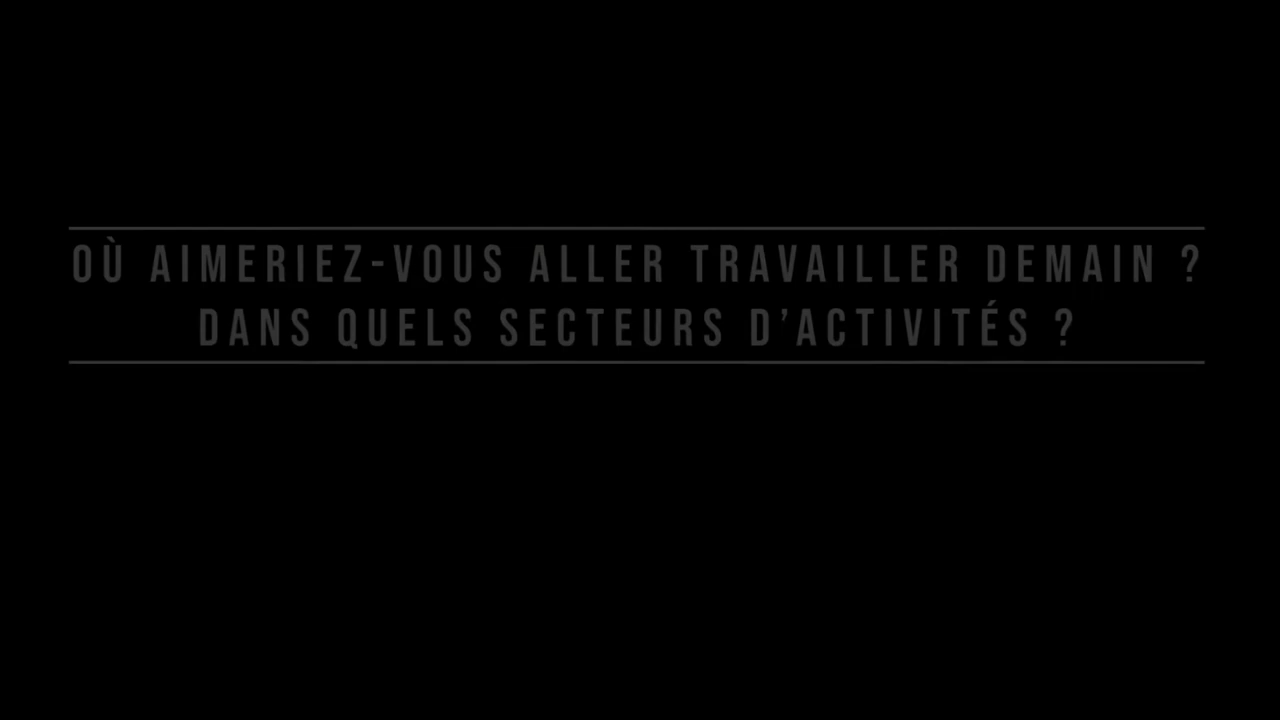 OÙ AIMERIEZ-VOUS ALLER TRAVAILLER DEMAIN ?
DANS QUELS SECTEURS D’ACTIVITÉS ?